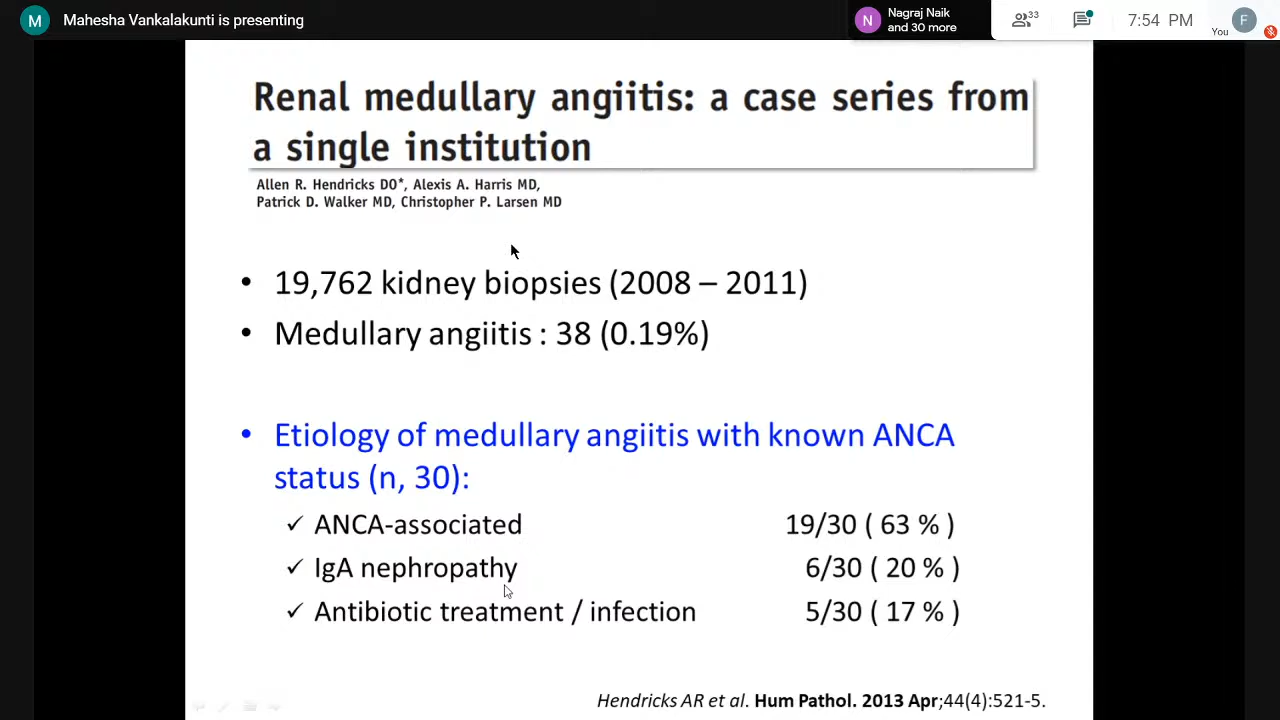 M Mahesha Vankalakunti is presenting
N Nagraj Naik
and 30 more
33
7:54 PM
You
F
Renal medullary angiitis: a case series from
a single institution
Allen R. Hendricks DO*, Alexis A. Harris MD,
Patrick D. Walker MD, Christopher P. Larsen MD
• 19,762 kidney biopsies (2008 – 2011)
• Medullary angiitis : 38 (0.19%)
• Etiology of medullary angiitis with known ANCA
status (n, 30):
✓ ANCA-associated 19/30 ( 63 % )
✓ IgA nephropathy 6/30 ( 20 % )
✓ Antibiotic treatment / infection 5/30 ( 17 % )
Hendricks AR et al. Hum Pathol. 2013 Apr;44(4):521-5.